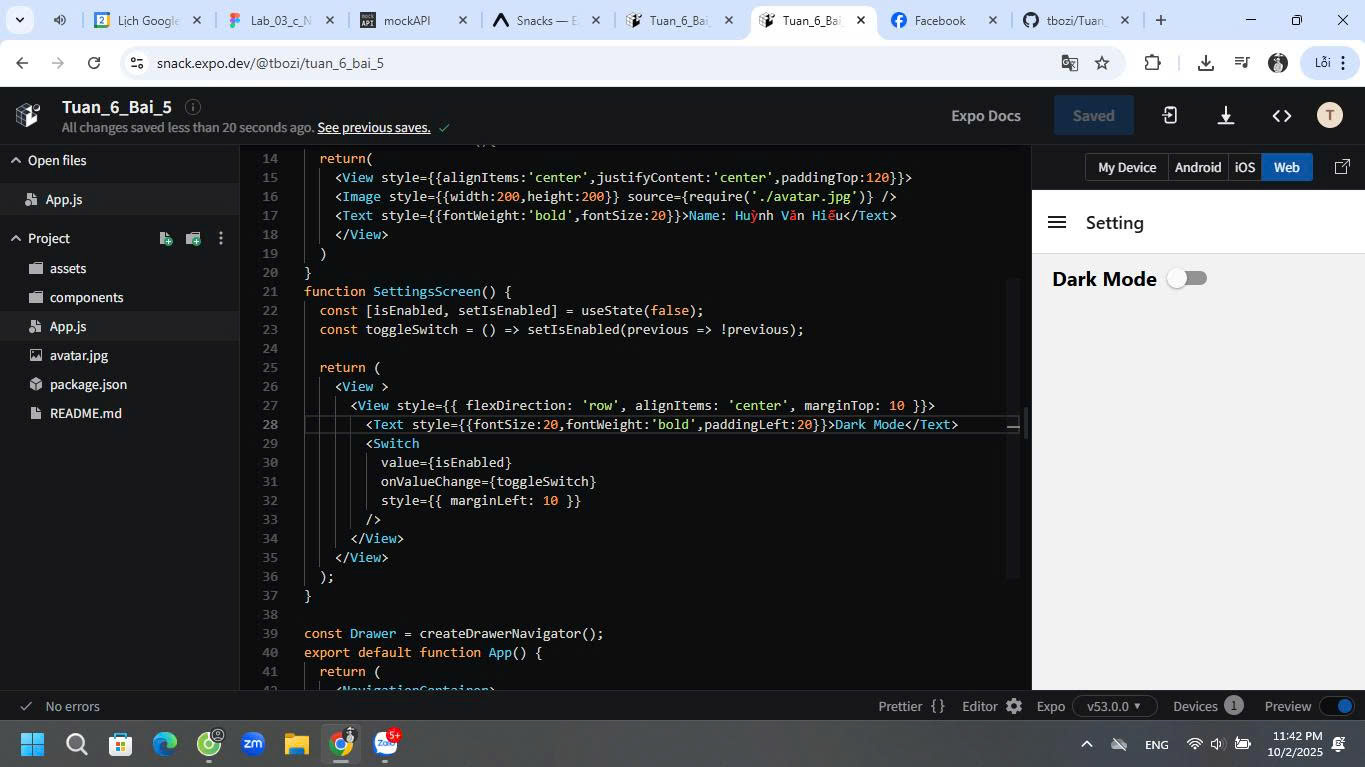 Lịch Google
Lab_03_c_N
mock API
mockAPI
Snacks — E
Tuan_6_Bai_
Tuan_6_Bai_
Facebook
tbozi/Tuan_
snack.expo.dev/@tbozi/tuan_6_bai_5
Lỗi
Tuan_6_Bai_5
All changes saved less than 20 seconds ago. See previous saves.
Expo Docs
Saved
T
Open files
App.js
Project
assets
components
App.js
avatar.jpg
package.json
README.md
14 return(
15 <View style={{alignItems:'center',justifyContent:'center',paddingTop:120}}>
16 <Image style={{width:200,height:200}} source={require('./avatar.jpg')} />
17 <Text style={{fontWeight:'bold',fontSize:20}}>Name: Huỳnh Văn Hiếu</Text>
18 </View>
19 )
20 }
21 function SettingsScreen() {
22 const [isEnabled, setIsEnabled] = useState(false);
23 const toggleSwitch = () => setIsEnabled(previous => !previous);
24
25 return (
26 <View >
27 <View style={{ flexDirection: 'row', alignItems: 'center', marginTop: 10 }}>
28 <Text style={{fontSize:20,fontWeight:'bold',paddingLeft:20}}>Dark Mode</Text>
29 <Switch
30 value={isEnabled}
31 onValueChange={toggleSwitch}
32 style={{ marginLeft: 10 }}
33 />
34 </View>
35 </View>
36 );
37 }
38
39 const Drawer = createDrawerNavigator();
40 export default function App() {
41 return (
42 <NavigationContainer>
My Device Android iOS Web
Setting
Dark Mode
No errors
Prettier {} Editor Expo v53.0.0 Devices 1 Preview
zm
Zalo 5+
ENG
11:42 PM
10/2/2025